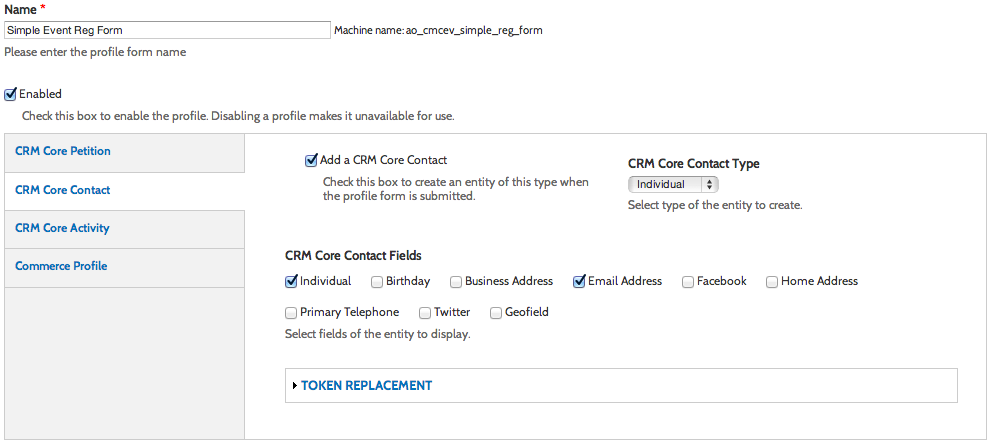 Name *
Simple Event Reg Form Machine name: ao_cmcev_simple_reg_form
Please enter the profile form name
Enabled
Check this box to enable the profile. Disabling a profile makes it unavailable for use.
CRM Core Petition
CRM Core Contact
CRM Core Activity
Commerce Profile
Add a CRM Core Contact
Check this box to create an entity of this type when
the profile form is submitted.
CRM Core Contact Type
Individual
Select type of the entity to create.
CRM Core Contact Fields
Individual Birthday Business Address Email Address Facebook Home Address
Primary Telephone Twitter Geofield
Select fields of the entity to display.
TOKEN REPLACEMENT